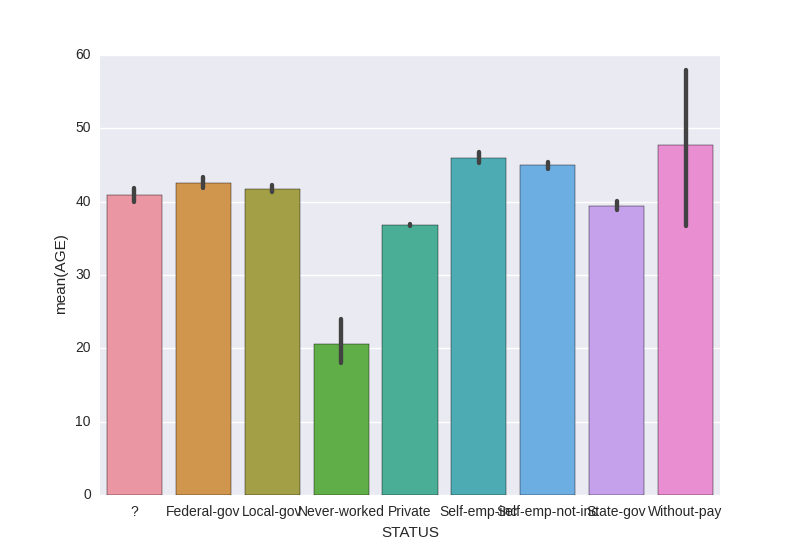 60
50
40
30
20
10
0
mean(AGE)
? Federal-gov Local-gov Never-worked Private Self-emp-inc Self-emp-not-inc State-gov Without-pay
STATUS